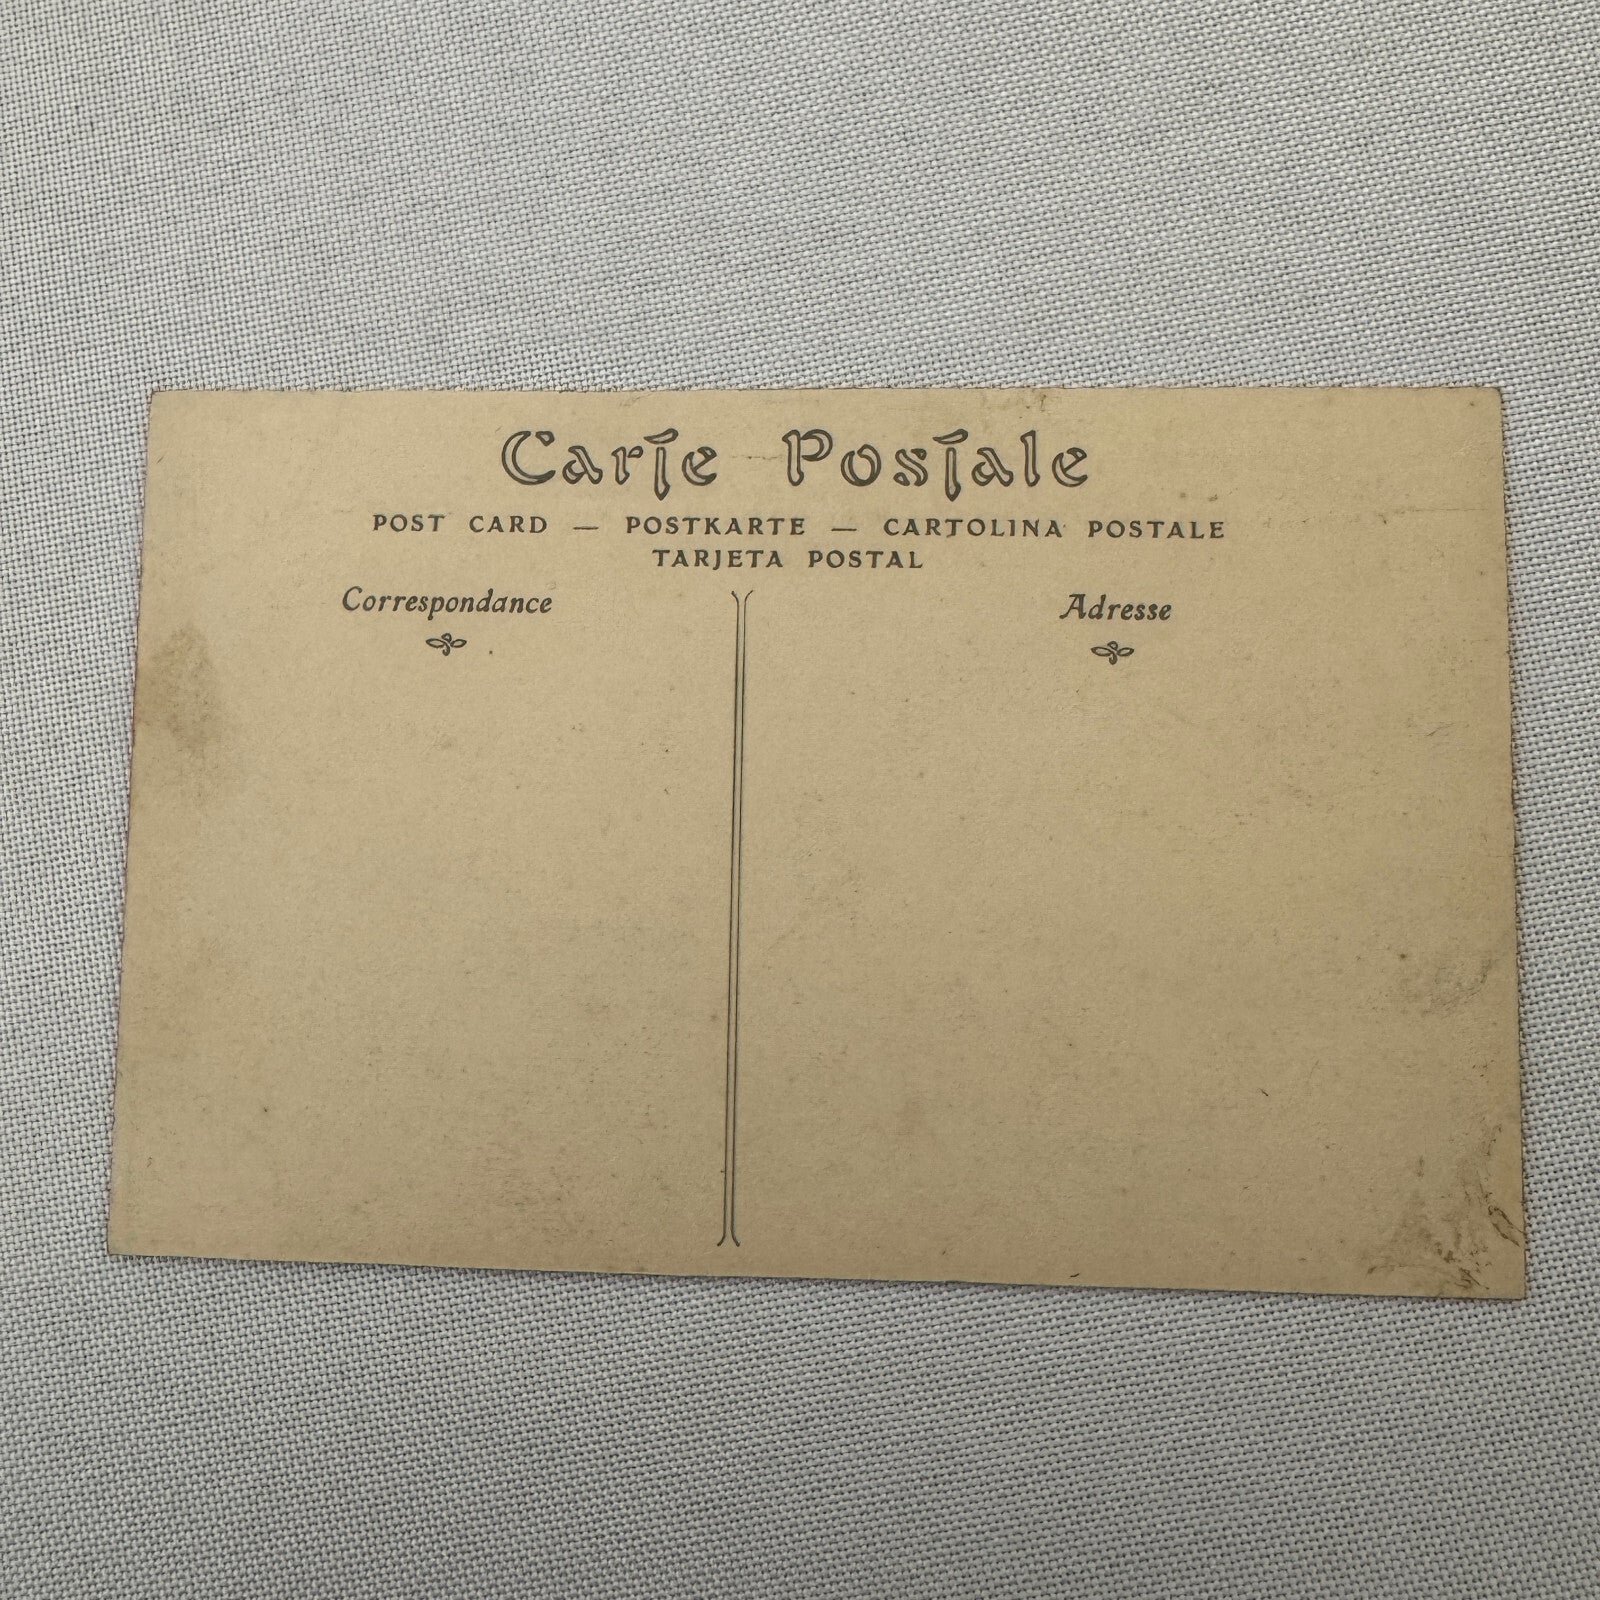 Carte Postale
POST CARD — POSTKARTE — CARTOLINA POSTALE
TARJETA POSTAL
Correspondance
Adresse